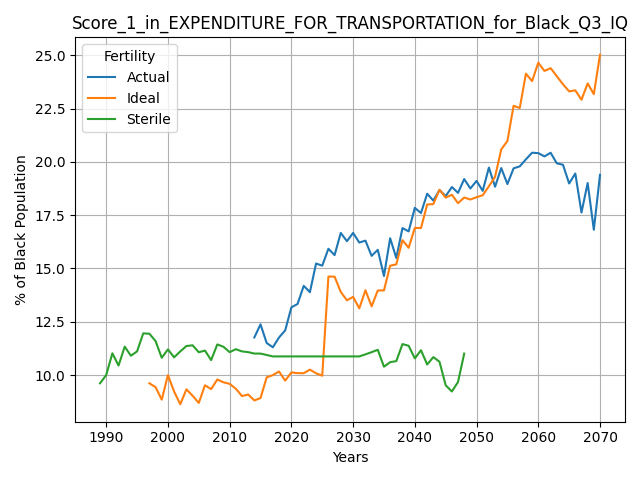 Score_1_in_EXPENDITURE_FOR_TRANSPORTATION_for_Black_Q3_IQ
Fertility
Actual
Ideal
Sterile
% of Black Population
25.0
22.5
20.0
17.5
15.0
12.5
10.0
1990 2000 2010 2020 2030 2040 2050 2060 2070
Years